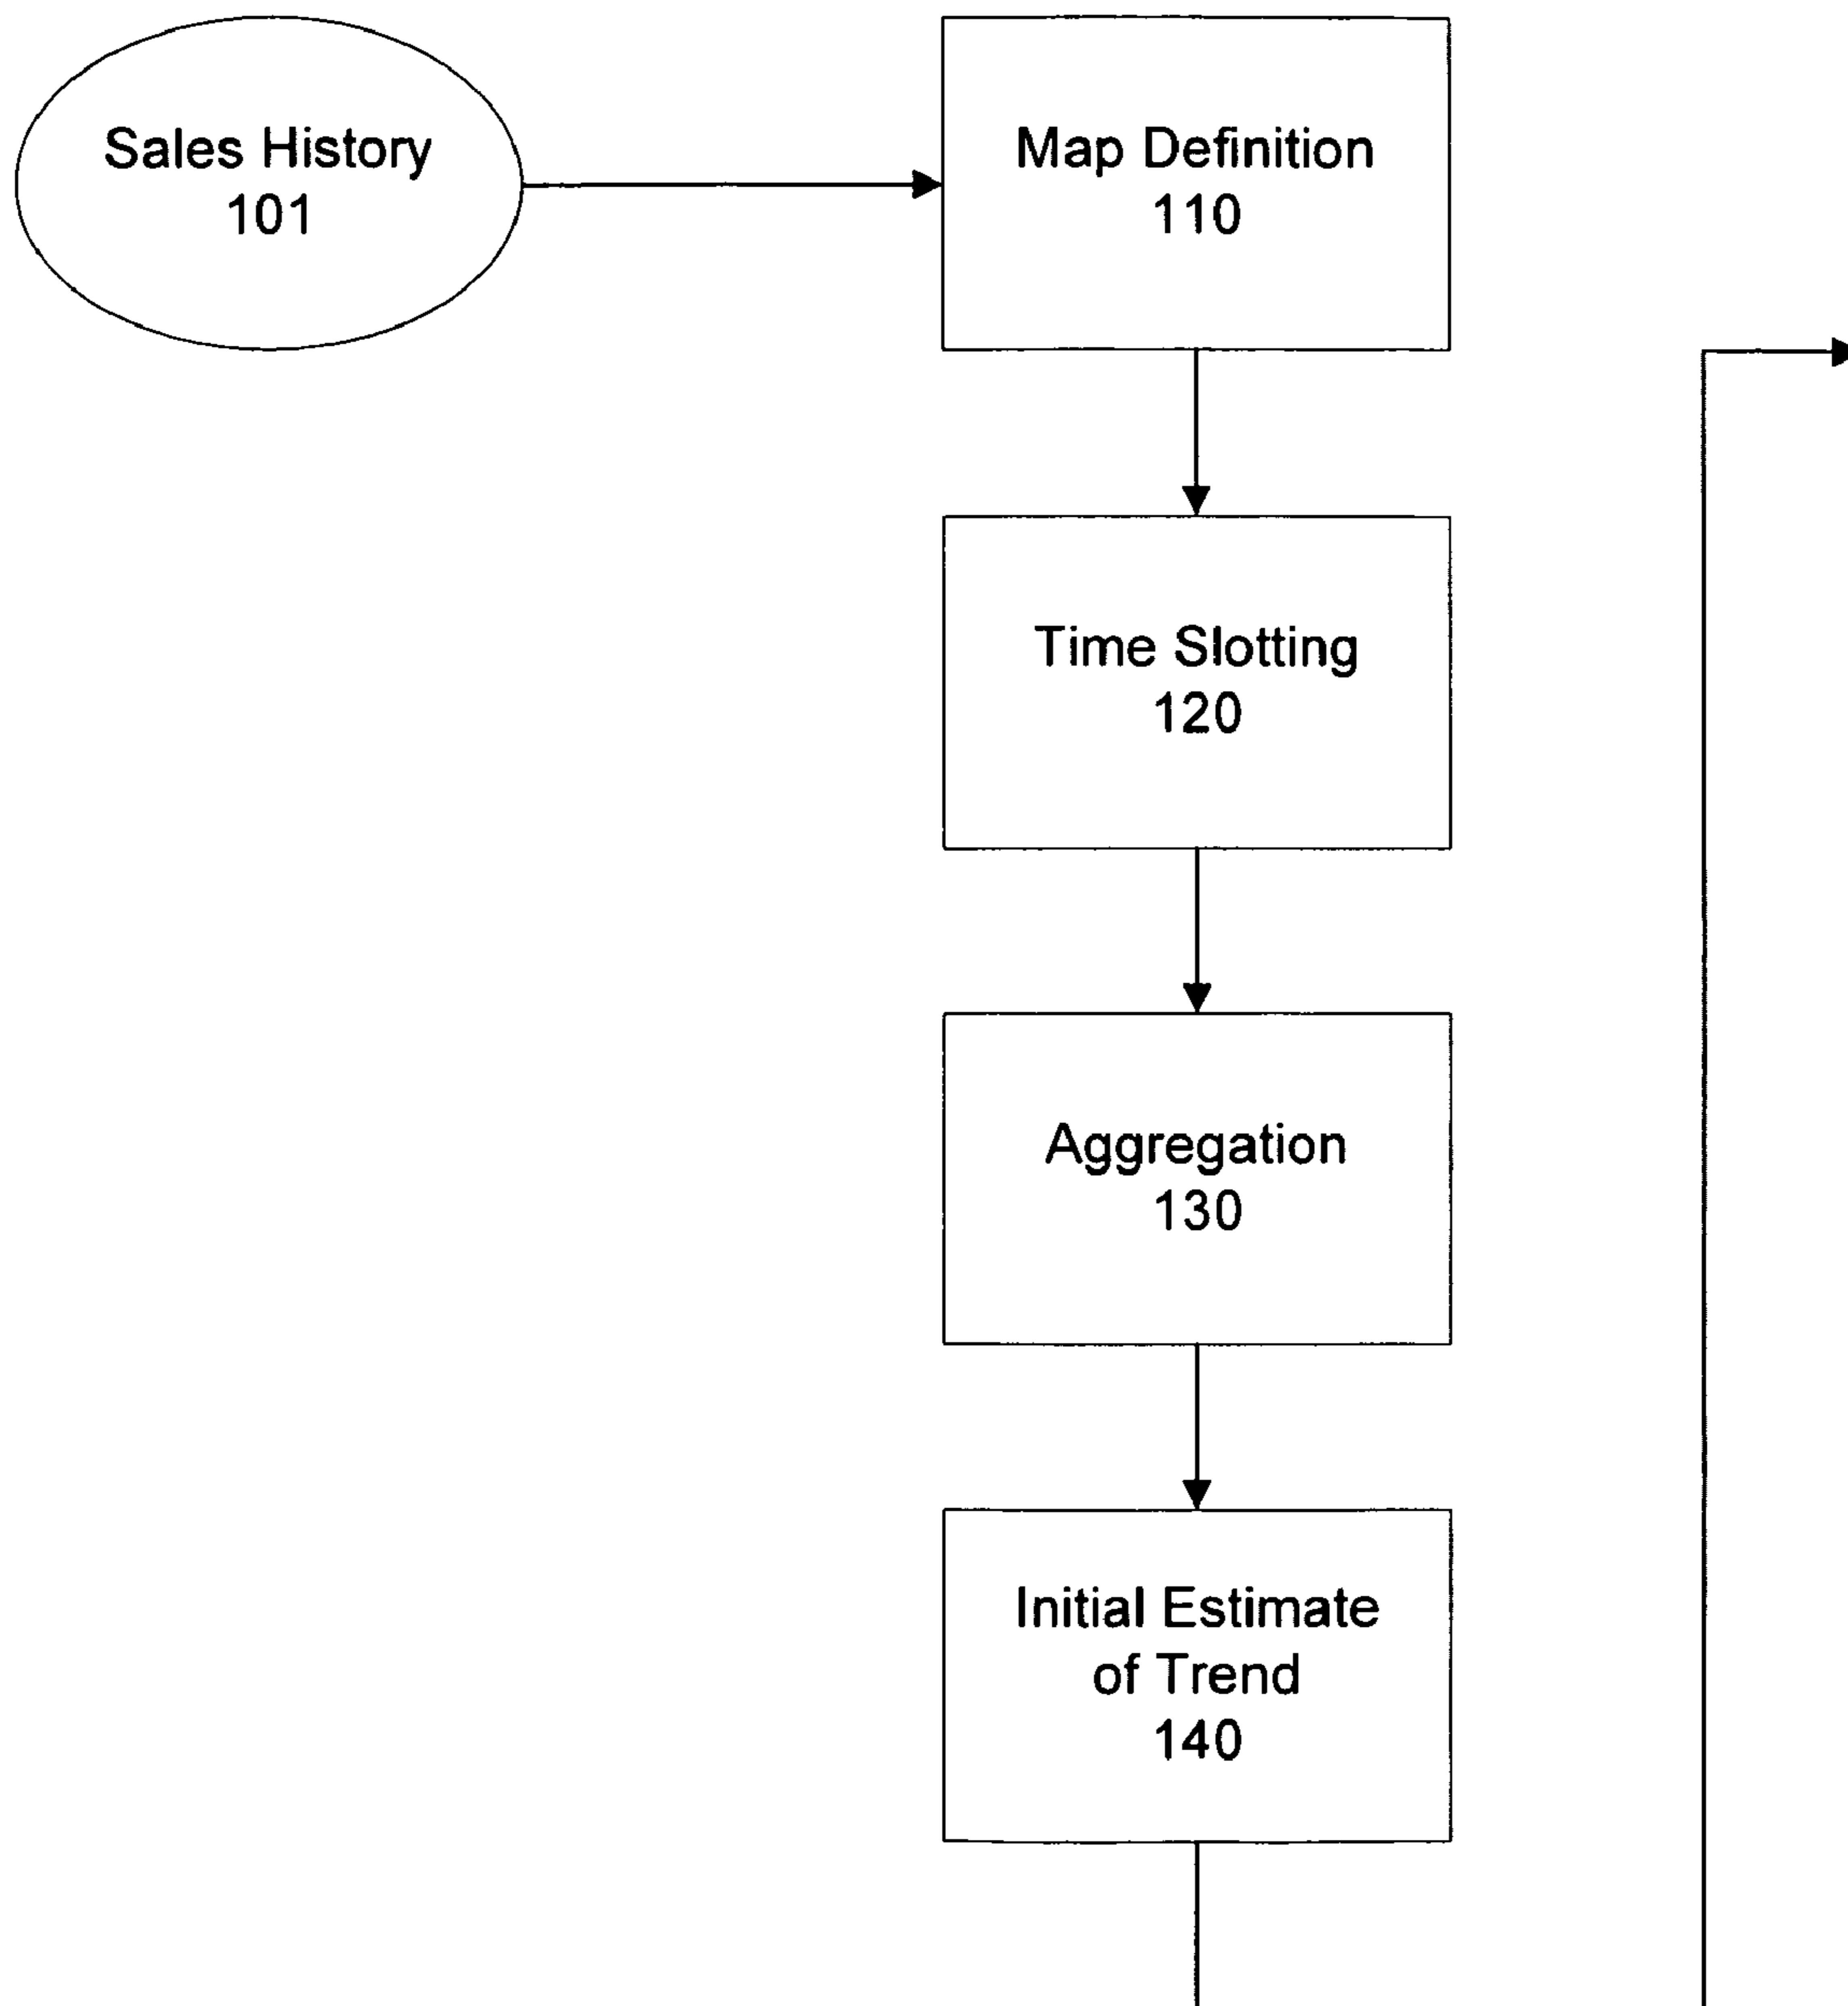 Sales History
101
Map Definition
110
Time Slotting
120
Aggregation
130
Initial Estimate
of Trend
140